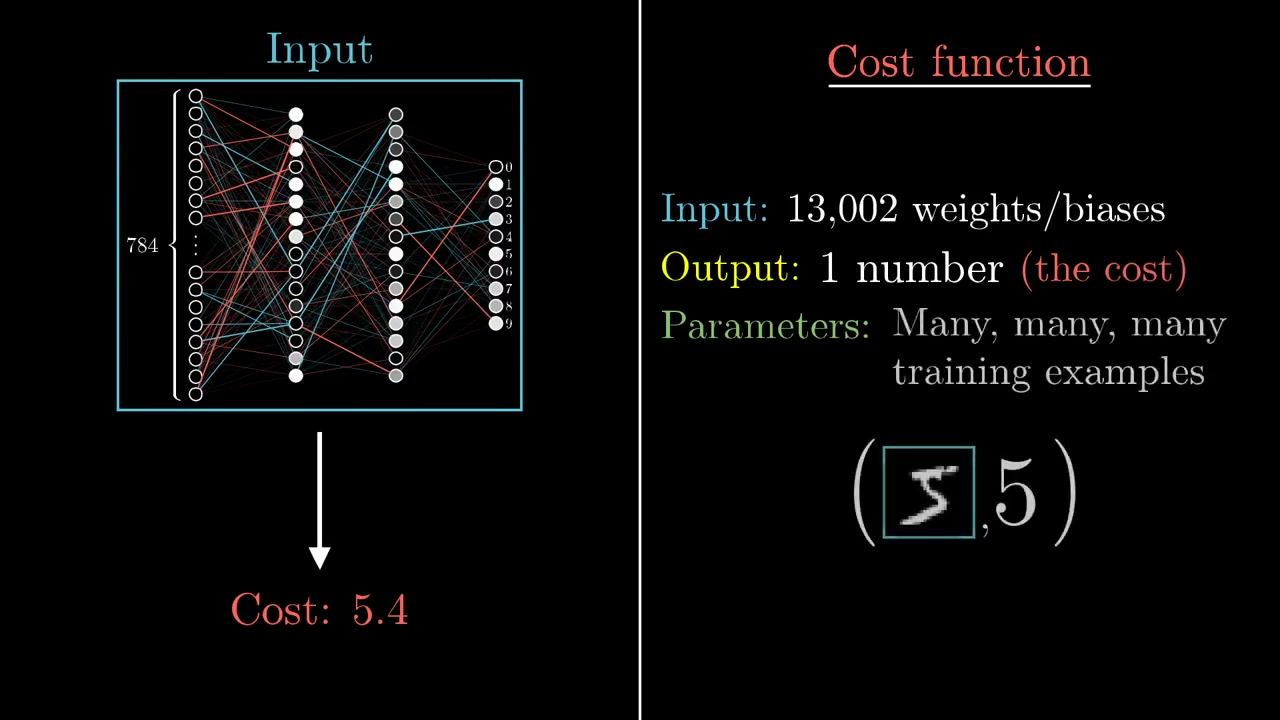 Input
784
0
1
2
3
4
5
6
7
8
9
Cost: 5.4
Cost function
Input: 13,002 weights/biases
Output: 1 number (the cost)
Parameters: Many, many, many
training examples
(5, 5)